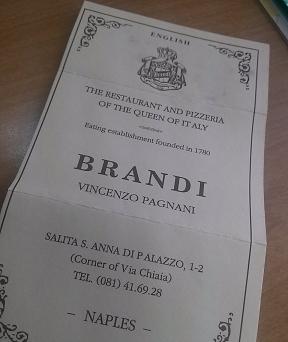 ENGLISH
Brandi
THE RESTAURANT AND PIZZERIA
OF THE QUEEN OF ITALY
Eating establishment founded in 1780
BRANDI
VINCENZO PAGNANI
SALITA S. ANNA DI PALAZZO, 1-2
(Corner of Via Chiaia)
TEL. (081) 41.69.28
– NAPLES –